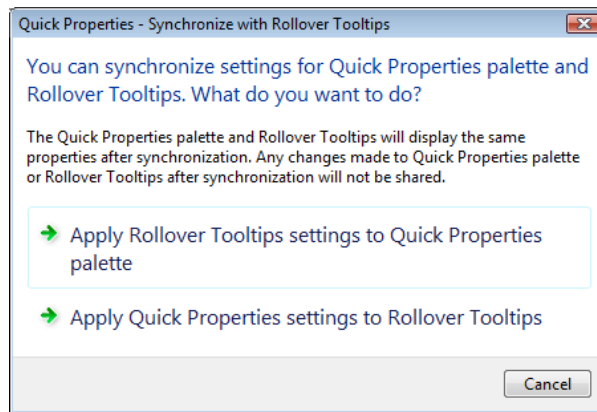 Quick Properties - Synchronize with Rollover Tooltips
You can synchronize settings for Quick Properties palette and
Rollover Tooltips. What do you want to do?
The Quick Properties palette and Rollover Tooltips will display the same
properties after synchronization. Any changes made to Quick Properties palette
or Rollover Tooltips after synchronization will not be shared.
Apply Rollover Tooltips settings to Quick Properties
palette
Apply Quick Properties settings to Rollover Tooltips
Cancel